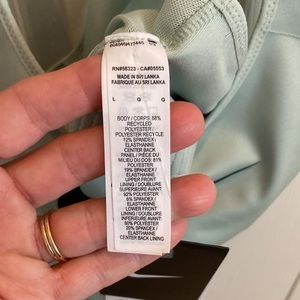 RN#56323 - CA#05553
MADE IN SRI LANKA
FABRIQUE AU SRI LANKA
L G G
BODY / CORPS: 88%
RECYCLED
POLYESTER /
POLYESTER RECYCLE
12% SPANDEX /
ELASTHANNE
CENTER BACK
PANEL / PIÈCE DU
MILIEU DU DOS: 81%
POLYESTER
19% SPANDEX /
ELASTHANNE
UPPER FRONT
LINING / DOUBLURE
SUPERIEURE AVANT:
92% POLYESTER
8% SPANDEX /
ELASTHANNE
LOWER FRONT
LINING / DOUBLURE
INFERIEURE AVANT:
80% POLYESTER
20% SPANDEX /
ELASTHANNE
CENTER BACK LINING